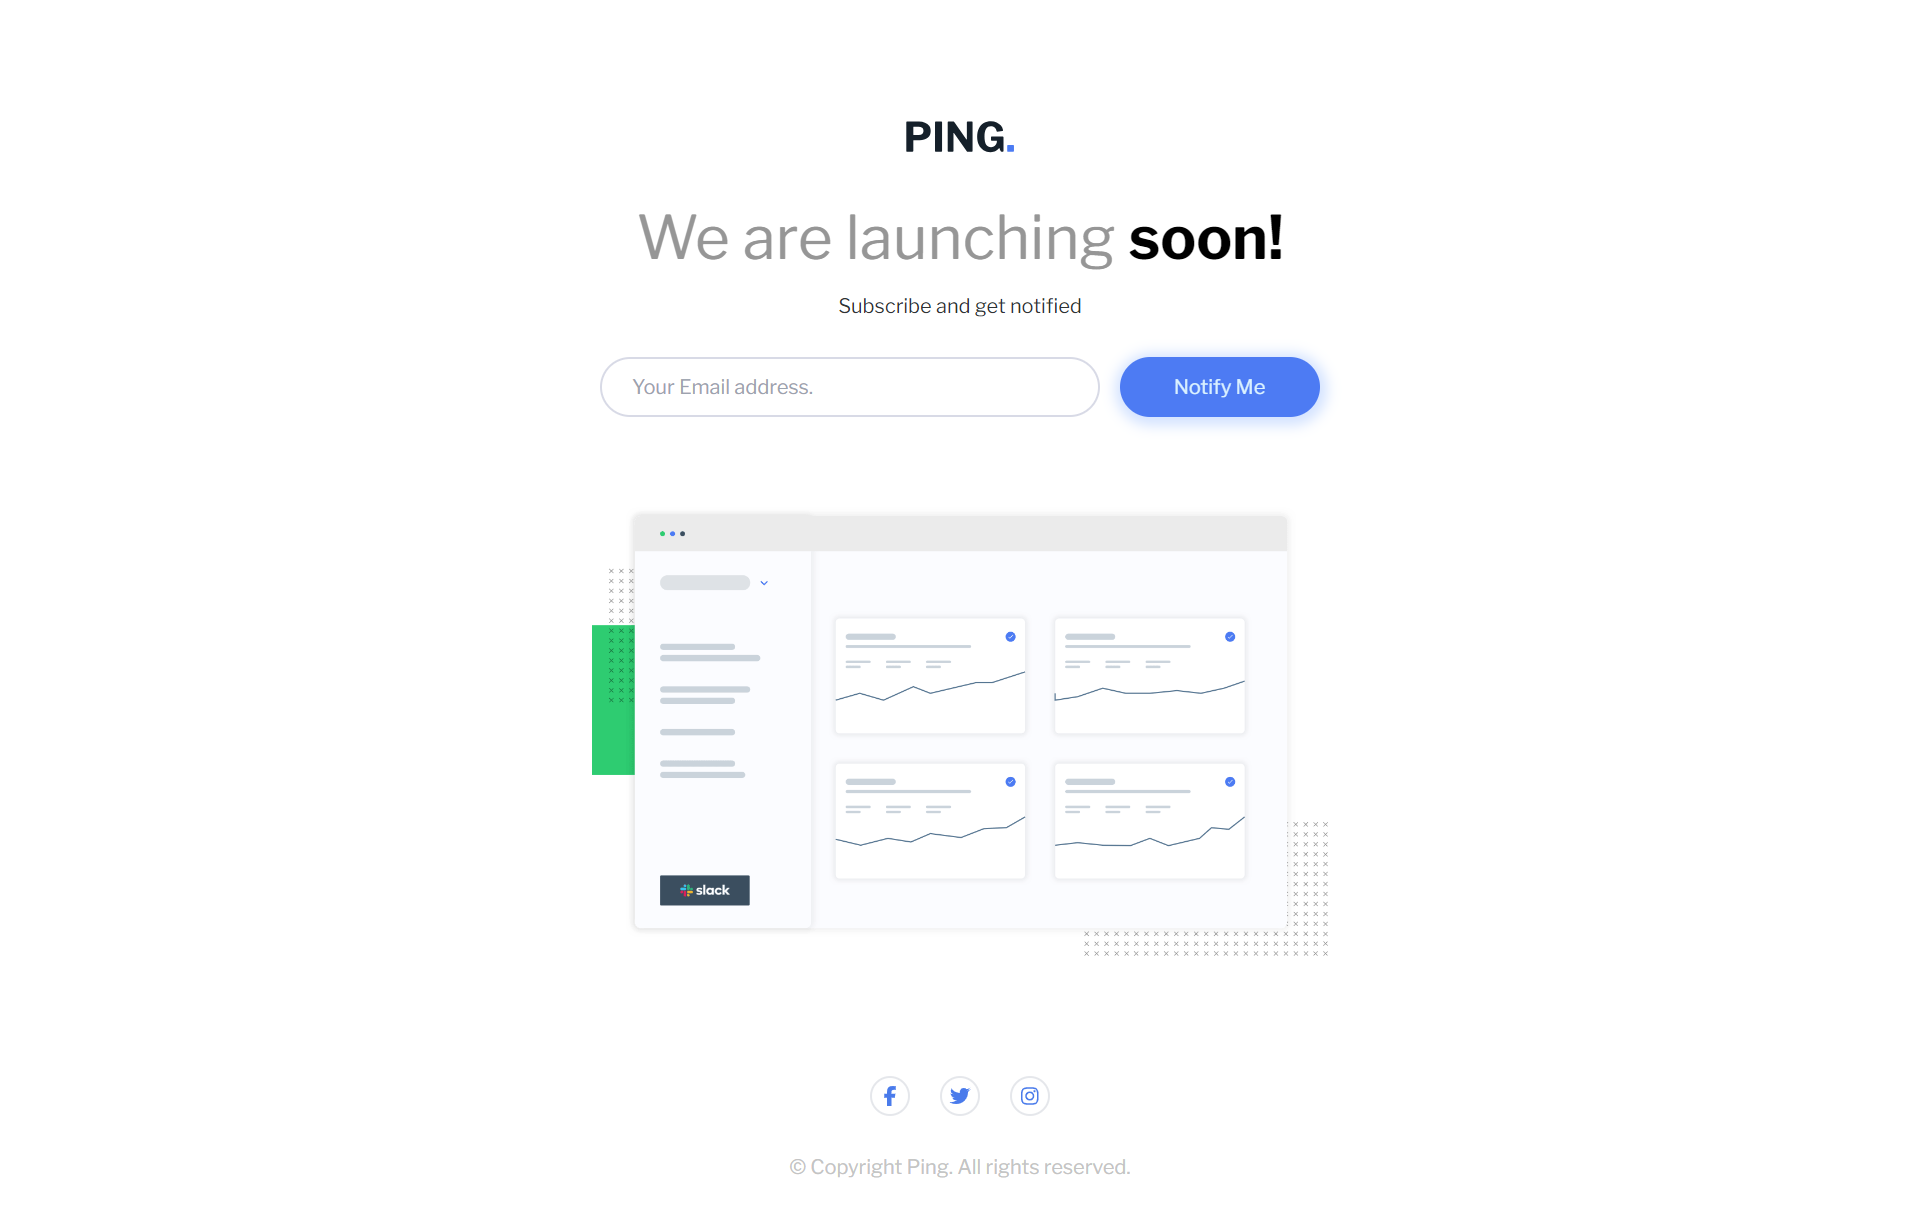 PING.
We are launching soon!
Subscribe and get notified
Your Email address.
Notify Me
slack
© Copyright Ping. All rights reserved.